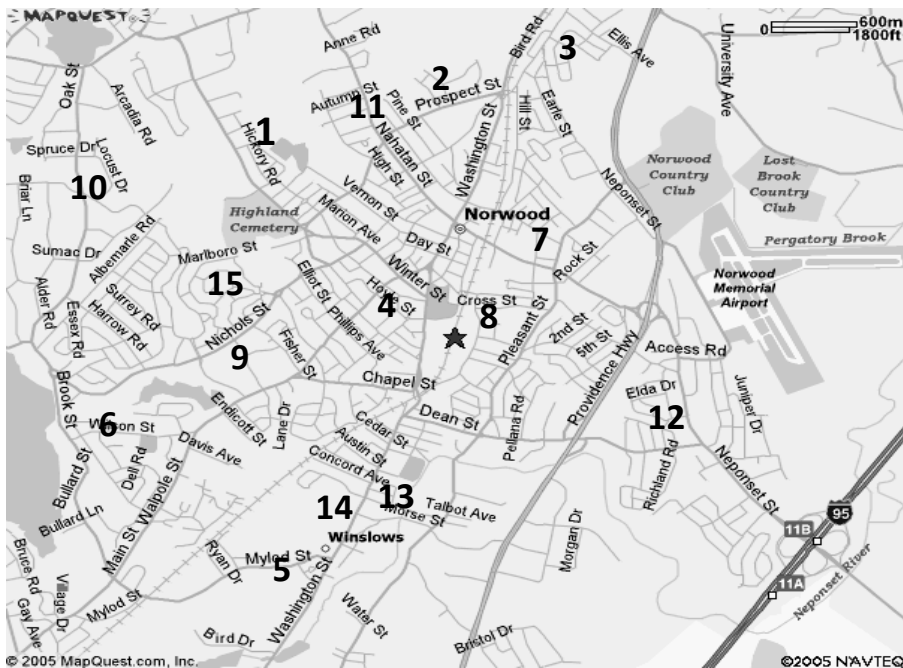 MAPQUEST
600m
0
1800ft
Bird Rd
3
Ellis Ave
University Ave
Anne Rd
Oak St
2
Prospect St
Autumn St
11
Pine St
Arcadia Rd
Hill St
Earle St
1
Hickory Rd
Nahatan St
Washington St
Spruce Dr
Locust Dr
High St
Norwood
Country
Club
Lost
Brook
Country
Club
10
Briar Ln
Vernon St
Neponset St
Highland
Cemetery
Marion Ave
Norwood
Albemarle Rd
Day St
7
Pergatory Brook
Sumac Dr
Marlboro St
Winter St
Rock St
Norwood
Memorial
Airport
Alder Rd
15
Elliot St
Hoyle St
4
Cross St
8
Essex Rd
Surrey Rd
Harrow Rd
Nichols St
Phillips Ave
Pleasant St
2nd St
5th St
9
Fisher St
Access Rd
Providence Hwy
Chapel St
Elda Dr
Juniper Dr
Brook St
6
Wilson St
Endicott St
Lane Dr
Dean St
12
Cedar St
Pellana Rd
Davis Ave
Austin St
Dell Rd
Concord Ave
Richland Rd
Neponset St
Bullard St
Walpole St
14
13
Talbot Ave
Morse St
95
Bullard Ln
Winslows
11B
Main St
Ryan Dr
Mylod St
5
Morgan Dr
11A
Neponset River
Bruce Rd
Village Dr
Gay Ave
Mylod St
Washington St
Water St
Bird Dr
Bristol Dr
© 2005 MapQuest.com, Inc.
©2005 NAVTEQ